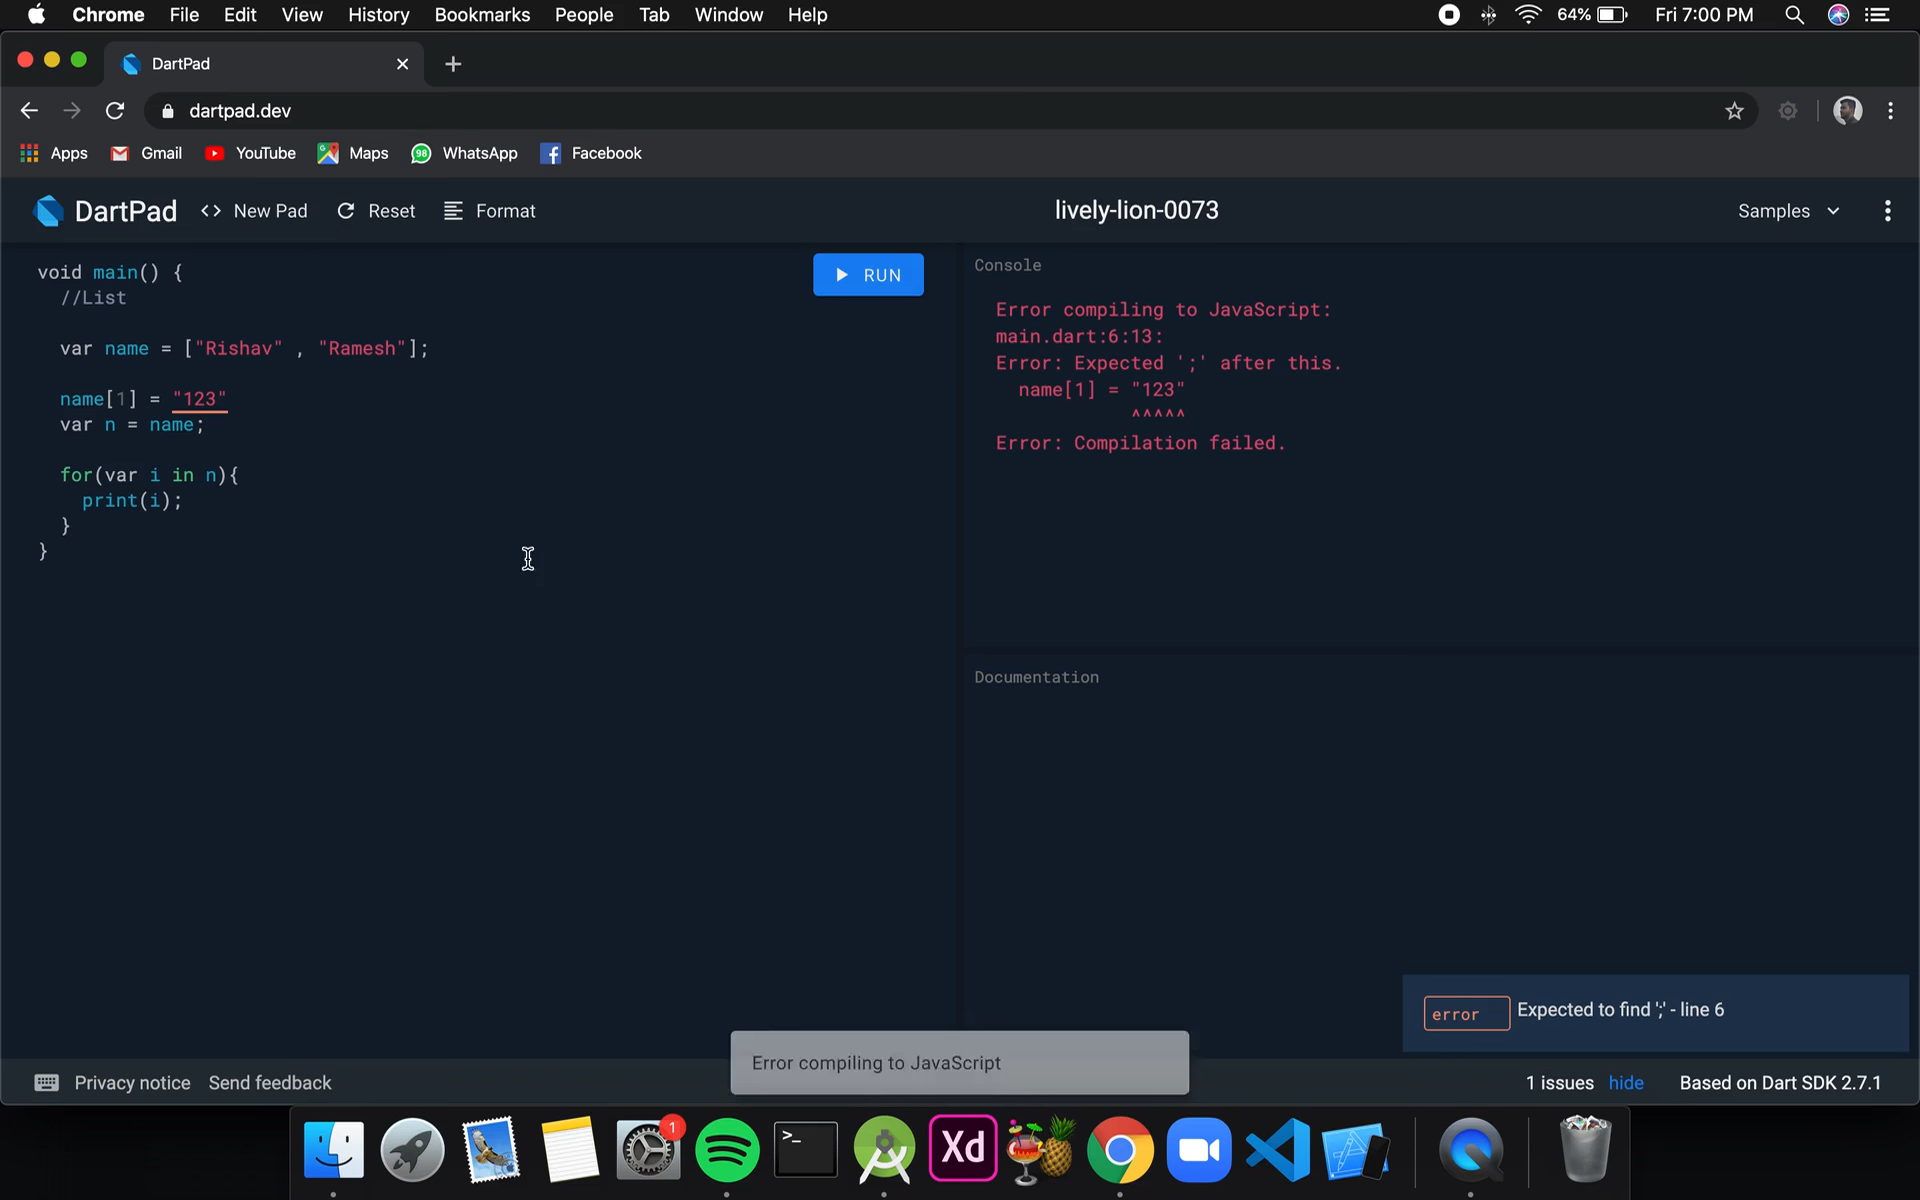 Chrome File Edit View History Bookmarks People Tab Window Help 64% Fri 7:00 PM
DartPad
dartpad.dev
Apps Gmail YouTube Maps 98 WhatsApp Facebook
DartPad <> New Pad Reset Format lively-lion-0073 Samples
void main() {
//List
var name = ["Rishav" , "Ramesh"];
name[1] = "123"
var n = name;
for(var i in n){
print(i);
}
}
RUN
Console
Error compiling to JavaScript:
main.dart:6:13:
Error: Expected ';' after this.
name[1] = "123"
^^^^^
Error: Compilation failed.
Documentation
error Expected to find ';' - line 6
Error compiling to JavaScript
Privacy notice Send feedback 1 issues hide Based on Dart SDK 2.7.1
1
>_
Xd